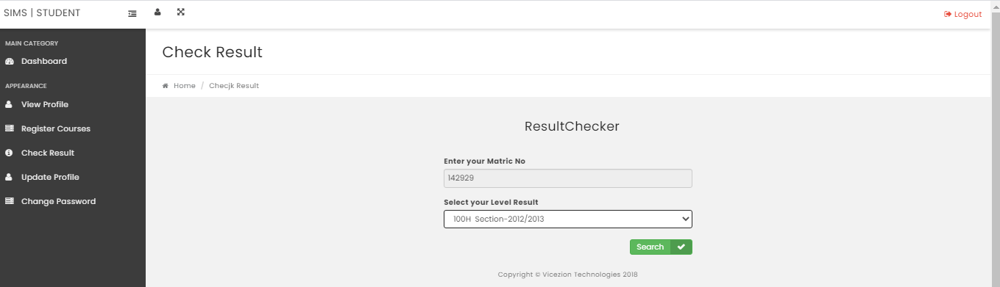 SIMS | STUDENT
Logout
MAIN CATEGORY
Dashboard
APPEARANCE
View Profile
Register Courses
Check Result
Update Profile
Change Password
Check Result
Home / Checjk Result
ResultChecker
Enter your Matric No
142929
Select your Level Result
100H Section-2012/2013
Search
Copyright © Vicezion Technologies 2018